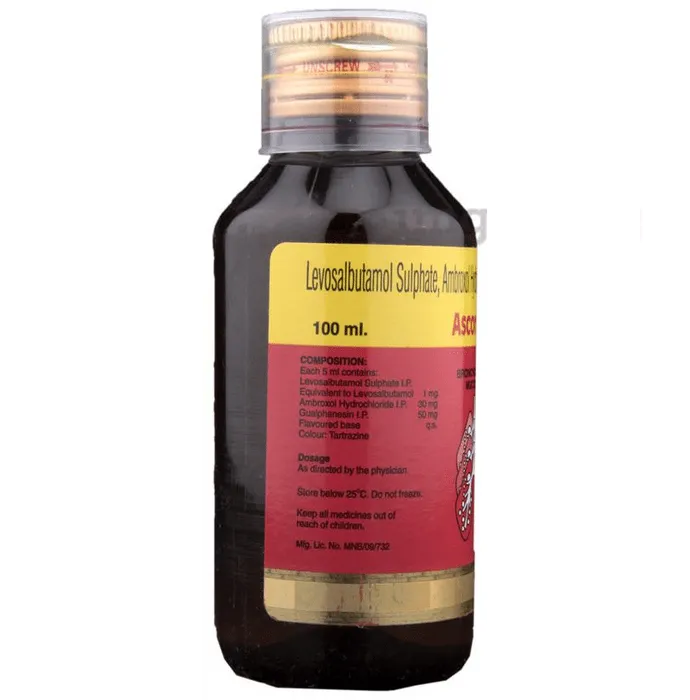 UNSCREW
Levosalbutamol Sulphate, Ambroxol Hy
100 ml.
Ascor
COMPOSITION:
Each 5 ml contains:
Levosalbutamol Sulphate I.P.
Equivalent to Levosalbutamol 1 mg
Ambroxol Hydrochloride I.P. 30 mg
Guaiphenesin I.P. 50 mg
Flavoured base q.s.
Colour: Tartrazine
Dosage
As directed by the physician
Store below 25°C. Do not freeze.
Keep all medicines out of
reach of children.
Mfg. Lic. No. MNB/09/732